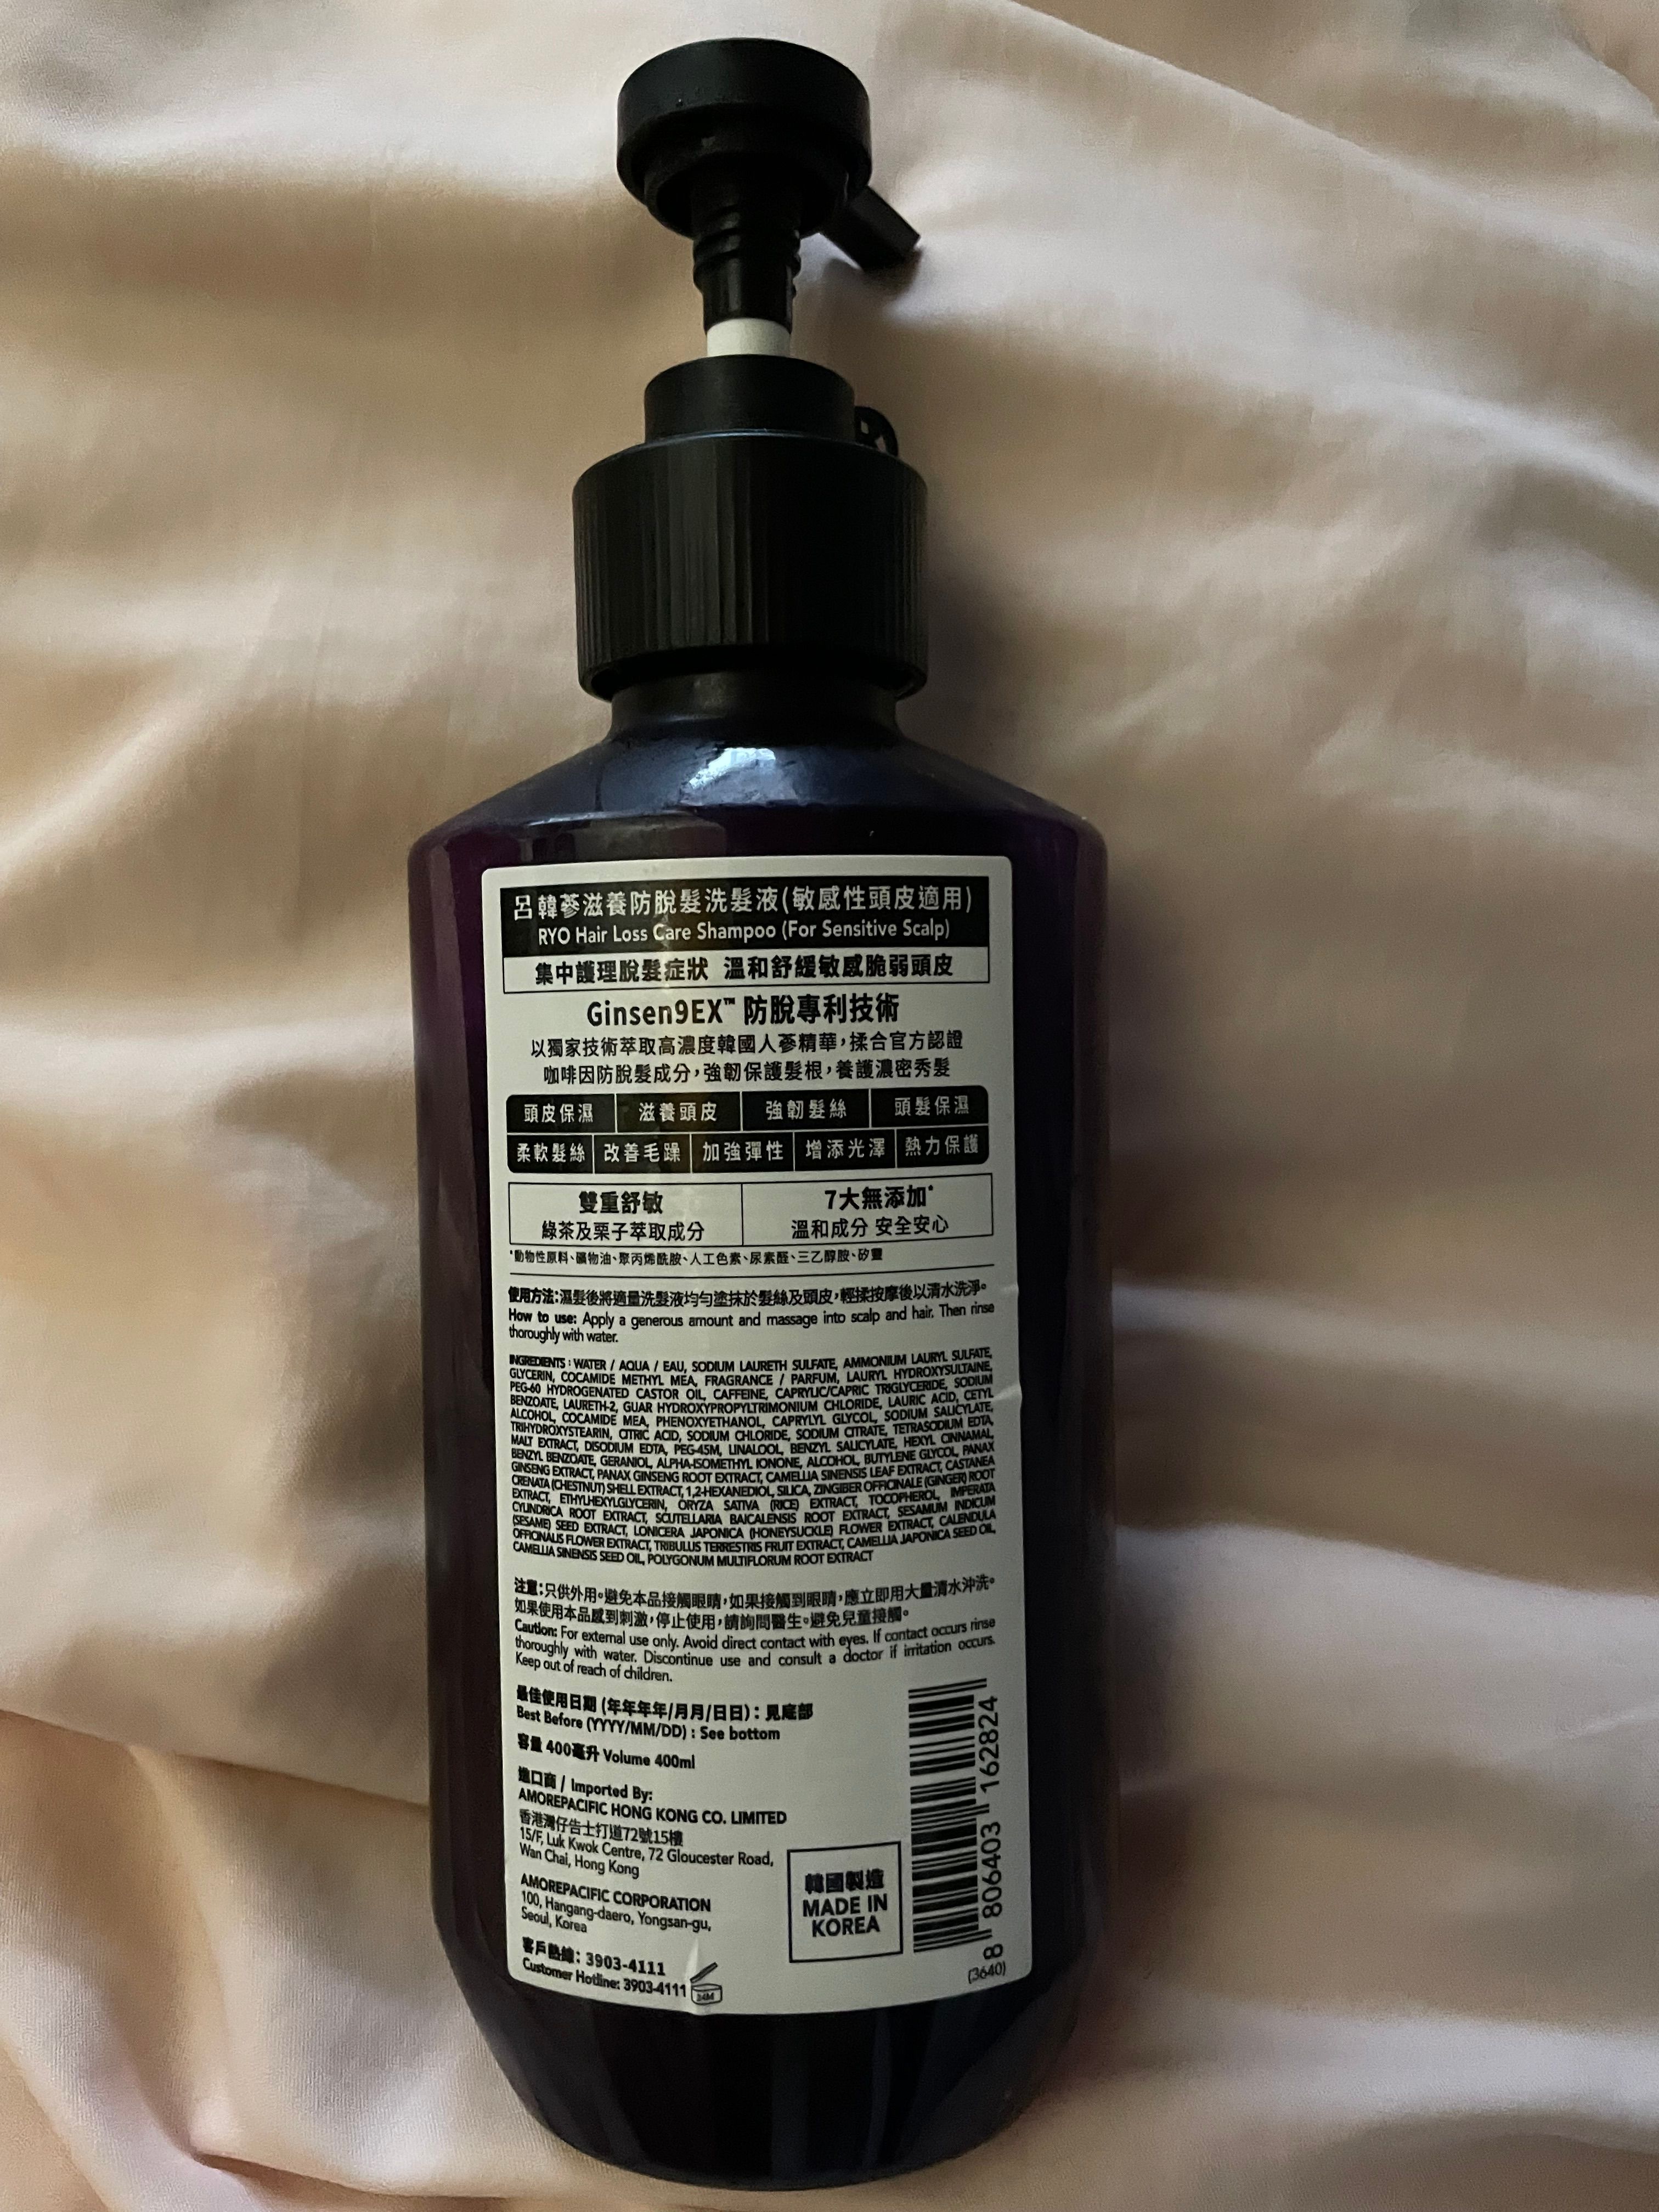 呂 韓蔘滋養防脫髮洗髮液(敏感性頭皮適用)
RYO Hair Loss Care Shampoo (For Sensitive Scalp)
集中護理脫髮症狀 溫和舒緩敏感脆弱頭皮
Ginsen9EX™ 防脫專利技術
以獨家技術萃取高濃度韓國人蔘精華，揉合官方認證
咖啡因防脫髮成分，強韌保護髮根，養護濃密秀髮
頭皮保濕 滋養頭皮 強韌髮絲 頭髮保濕
柔軟髮絲 改善毛躁 加強彈性 增添光澤 熱力保護
雙重舒敏 7大無添加*
綠茶及栗子萃取成分 溫和成分 安全安心
*動物性原料、礦物油、聚丙烯酰胺、人工色素、尿素醛、三乙醇胺、矽靈
使用方法：濕髮後將適量洗髮液均勻塗抹於髮絲及頭皮，輕揉按摩後以清水洗淨。
How to use: Apply a generous amount and massage into scalp and hair. Then rinse
thoroughly with water.
INGREDIENTS : WATER / AQUA / EAU, SODIUM LAURETH SULFATE, AMMONIUM LAURYL SULFATE,
GLYCERIN, COCAMIDE METHYL MEA, FRAGRANCE / PARFUM, LAURYL HYDROXYSULTAINE,
PEG-60 HYDROGENATED CASTOR OIL, CAFFEINE, CAPRYLIC/CAPRIC TRIGLYCERIDE, SODIUM
BENZOATE, LAURETH-2, GUAR HYDROXYPROPYLTRIMONIUM CHLORIDE, LAURIC ACID, CETYL
ALCOHOL, COCAMIDE MEA, PHENOXYETHANOL, CAPRYLYL GLYCOL, SODIUM SALICYLATE,
TRIHYDROXYSTEARIN, CITRIC ACID, SODIUM CHLORIDE, SODIUM CITRATE, TETRASODIUM EDTA,
MALT EXTRACT, DISODIUM EDTA, PEG-45M, LINALOOL, BENZYL SALICYLATE, HEXYL CINNAMAL,
BENZYL BENZOATE, GERANIOL, ALPHA-ISOMETHYL IONONE, ALCOHOL, BUTYLENE GLYCOL, PANAX
GINSENG EXTRACT, PANAX GINSENG ROOT EXTRACT, CAMELLIA SINENSIS LEAF EXTRACT, CASTANEA
CRENATA (CHESTNUT) SHELL EXTRACT, 1,2-HEXANEDIOL, SILICA, ZINGIBER OFFICINALE (GINGER) ROOT
EXTRACT, ETHYLHEXYLGLYCERIN, ORYZA SATIVA (RICE) EXTRACT, TOCOPHEROL, IMPERATA
CYLINDRICA ROOT EXTRACT, SCUTELLARIA BAICALENSIS ROOT EXTRACT, SESAMUM INDICUM
(SESAME) SEED EXTRACT, LONICERA JAPONICA (HONEYSUCKLE) FLOWER EXTRACT, CALENDULA
OFFICINALIS FLOWER EXTRACT, TRIBULUS TERRESTRIS FRUIT EXTRACT, CAMELLIA JAPONICA SEED OIL,
CAMELLIA SINENSIS SEED OIL, POLYGONUM MULTIFLORUM ROOT EXTRACT
注意：只供外用。避免本品接觸眼睛，如果接觸到眼睛，應立即用大量清水沖洗。
如果使用本品感到刺激，停止使用，請詢問醫生。避免兒童接觸。
Caution: For external use only. Avoid direct contact with eyes. If contact occurs rinse
thoroughly with water. Discontinue use and consult a doctor if irritation occurs.
Keep out of reach of children.
最佳使用日期 (年年年年/月月/日日)：見底部
Best Before (YYYY/MM/DD) : See bottom
容量 400毫升 Volume 400ml
進口商 / Imported By:
AMOREPACIFIC HONG KONG CO. LIMITED
香港灣仔告士打道72號15樓
15/F, Luk Kwok Centre, 72 Gloucester Road,
Wan Chai, Hong Kong
AMOREPACIFIC CORPORATION
100, Hangang-daero, Yongsan-gu,
Seoul, Korea
客戶熱線：3903-4111
Customer Hotline: 3903-4111
24M
韓國製造
MADE IN
KOREA
8 806403 162824
(3640)